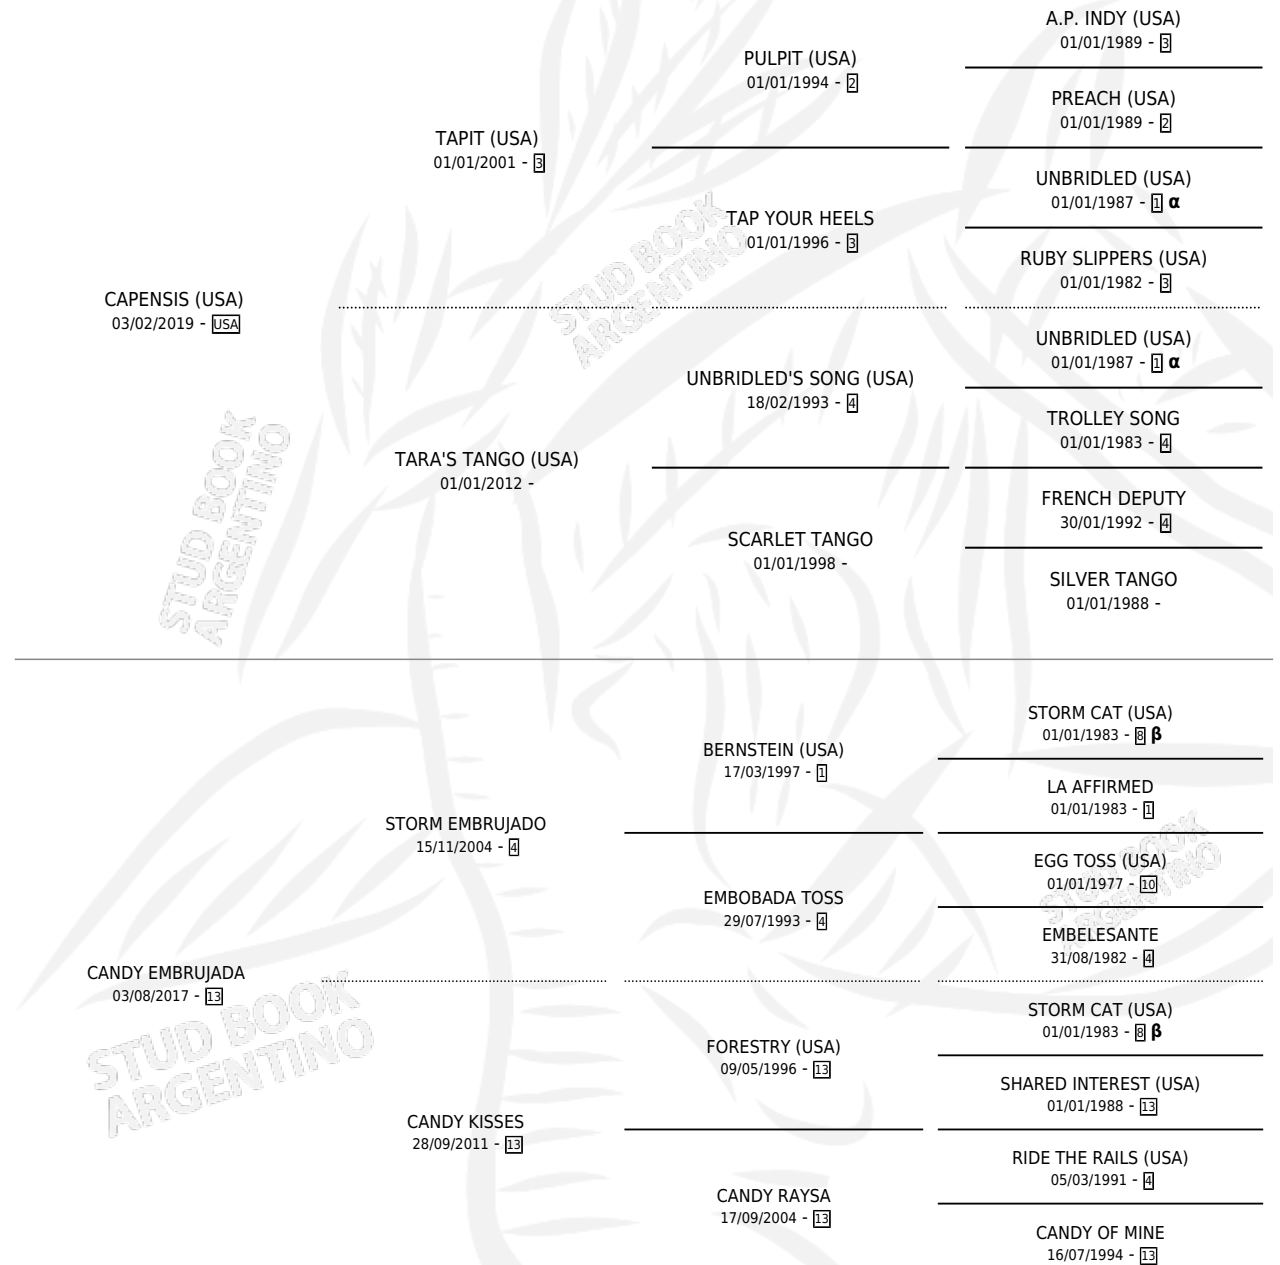 A.P. INDY (USA)
01/01/1989 - 3
PULPIT (USA)
01/01/1994 - 2
PREACH (USA)
01/01/1989 - 2
TAPIT (USA)
01/01/2001 - 3
UNBRIDLED (USA)
01/01/1987 - 1 α
TAP YOUR HEELS
01/01/1996 - 3
RUBY SLIPPERS (USA)
01/01/1982 - 3
CAPENSIS (USA)
03/02/2019 - USA
UNBRIDLED (USA)
01/01/1987 - 1 α
UNBRIDLED'S SONG (USA)
18/02/1993 - 4
TROLLEY SONG
01/01/1983 - 4
TARA'S TANGO (USA)
01/01/2012 -
FRENCH DEPUTY
30/01/1992 - 4
SCARLET TANGO
01/01/1998 -
SILVER TANGO
01/01/1988 -
STORM CAT (USA)
01/01/1983 - 8 β
BERNSTEIN (USA)
17/03/1997 - 1
LA AFFIRMED
01/01/1983 - 1
STORM EMBRUJADO
15/11/2004 - 4
EGG TOSS (USA)
01/01/1977 - 10
EMBOBADA TOSS
29/07/1993 - 4
EMBELESANTE
31/08/1982 - 4
CANDY EMBRUJADA
03/08/2017 - 13
STORM CAT (USA)
01/01/1983 - 8 β
FORESTRY (USA)
09/05/1996 - 13
SHARED INTEREST (USA)
01/01/1988 - 13
CANDY KISSES
28/09/2011 - 13
RIDE THE RAILS (USA)
05/03/1991 - 4
CANDY RAYSA
17/09/2004 - 13
CANDY OF MINE
16/07/1994 - 13
STUD BOOK
ARGENTINO
STUD BOOK
ARGENTINO
STUD BOOK
ARGENTINO
STUD BOOK
ARGENTINO